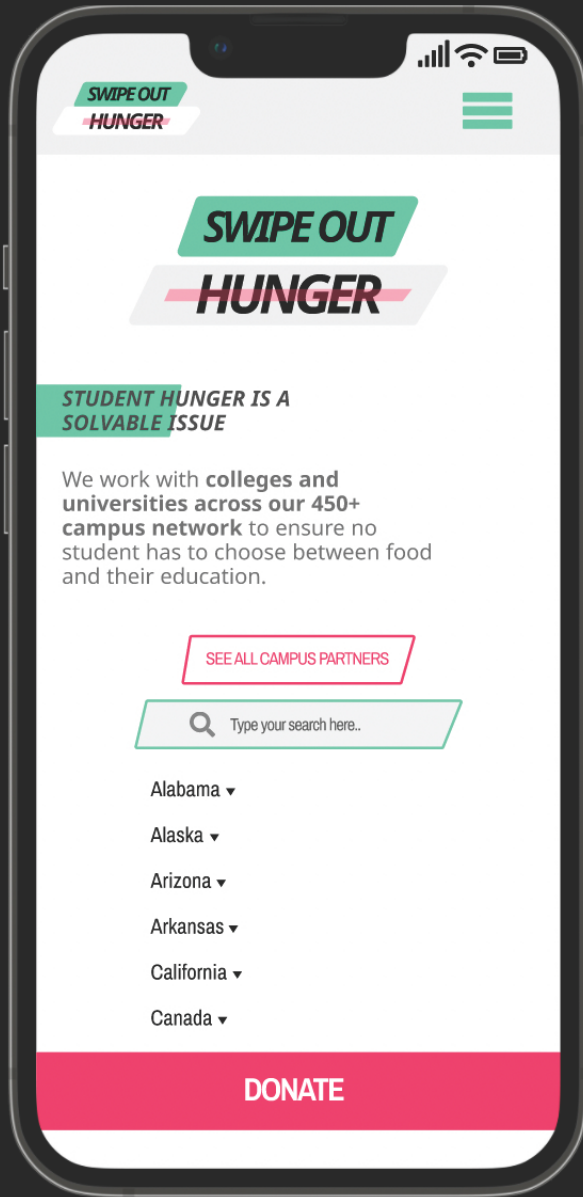 SWIPE OUT
HUNGER
SWIPE OUT
HUNGER
STUDENT HUNGER IS A
SOLVABLE ISSUE
We work with colleges and
universities across our 450+
campus network to ensure no
student has to choose between food
and their education.
SEE ALL CAMPUS PARTNERS
Type your search here..
Alabama
Alaska
Arizona
Arkansas
California
Canada
DONATE